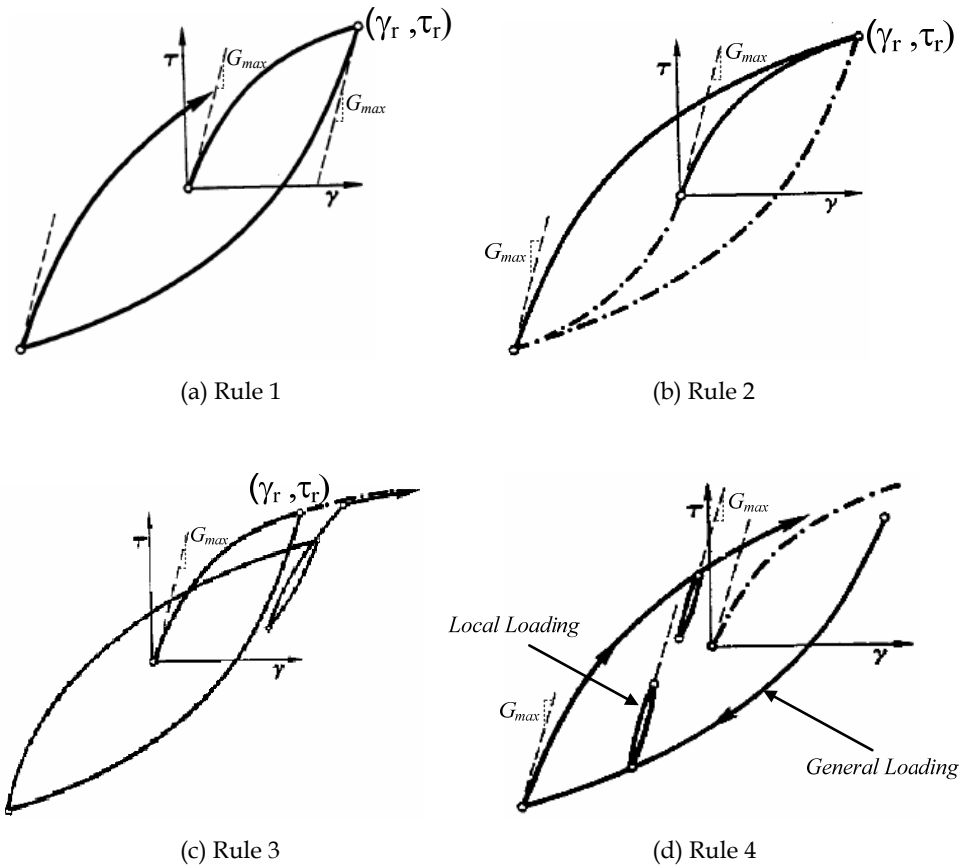 (γr ,τr)
τ
Gmax
Gmax
γ
(a) Rule 1
(γr ,τr)
τ
Gmax
γ
Gmax
(b) Rule 2
(γr ,τr)
τ
Gmax
γ
(c) Rule 3
τ
Gmax
Local Loading
γ
Gmax
General Loading
(d) Rule 4